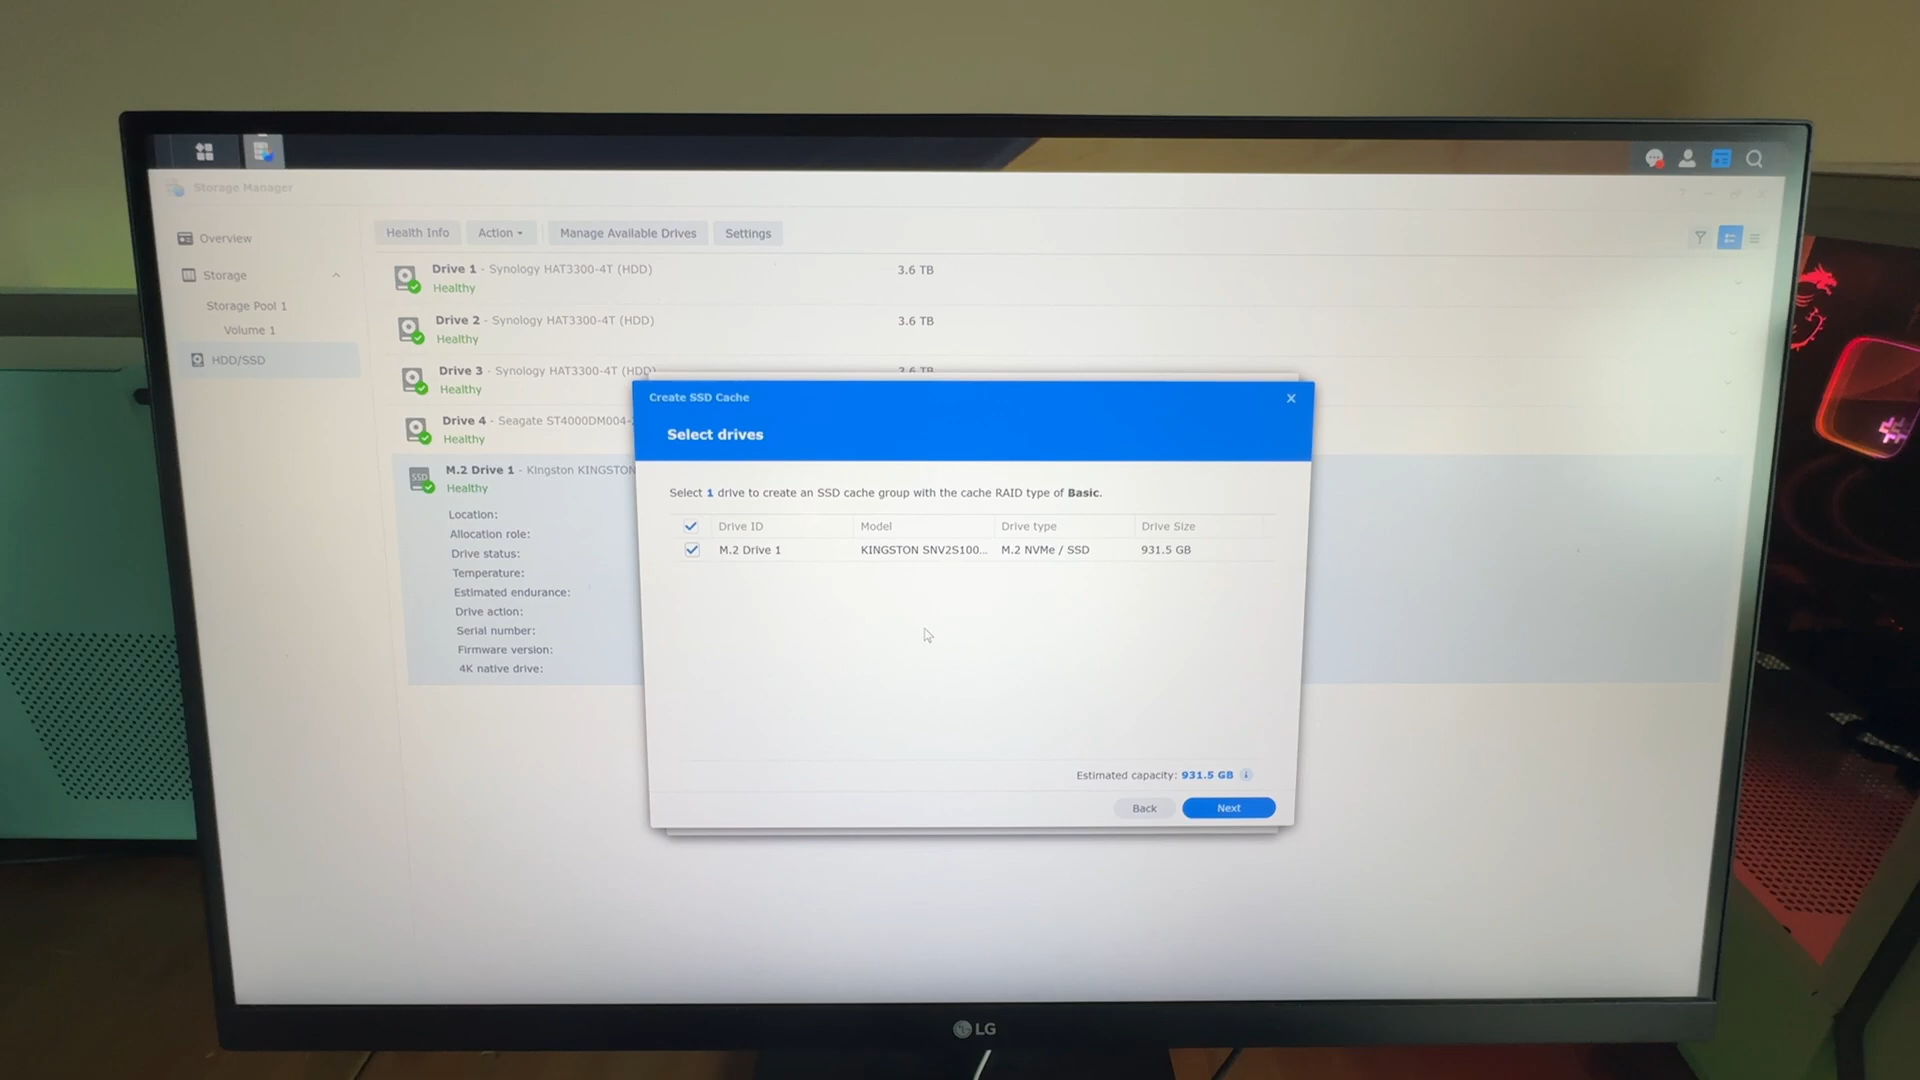 Storage Manager
Overview
Storage
Storage Pool 1
Volume 1
HDD/SSD
Health Info
Action
Manage Available Drives
Settings
Drive 1 - Synology HAT3300-4T (HDD)
3.6 TB
Healthy
Drive 2 - Synology HAT3300-4T (HDD)
3.6 TB
Healthy
Drive 3 - Synology HAT3300-4T (HDD)
3.6 TB
Healthy
Drive 4 - Seagate ST4000DM004-
Healthy
SSD
M.2 Drive 1 - Kingston KINGSTON
Healthy
Location:
Allocation role:
Drive status:
Temperature:
Estimated endurance:
Drive action:
Serial number:
Firmware version:
4K native drive:
Create SSD Cache
Select drives
Select 1 drive to create an SSD cache group with the cache RAID type of Basic.
Drive ID Model Drive type Drive Size
M.2 Drive 1 KINGSTON SNV2S100... M.2 NVMe / SSD 931.5 GB
Estimated capacity: 931.5 GB
Back Next
LG